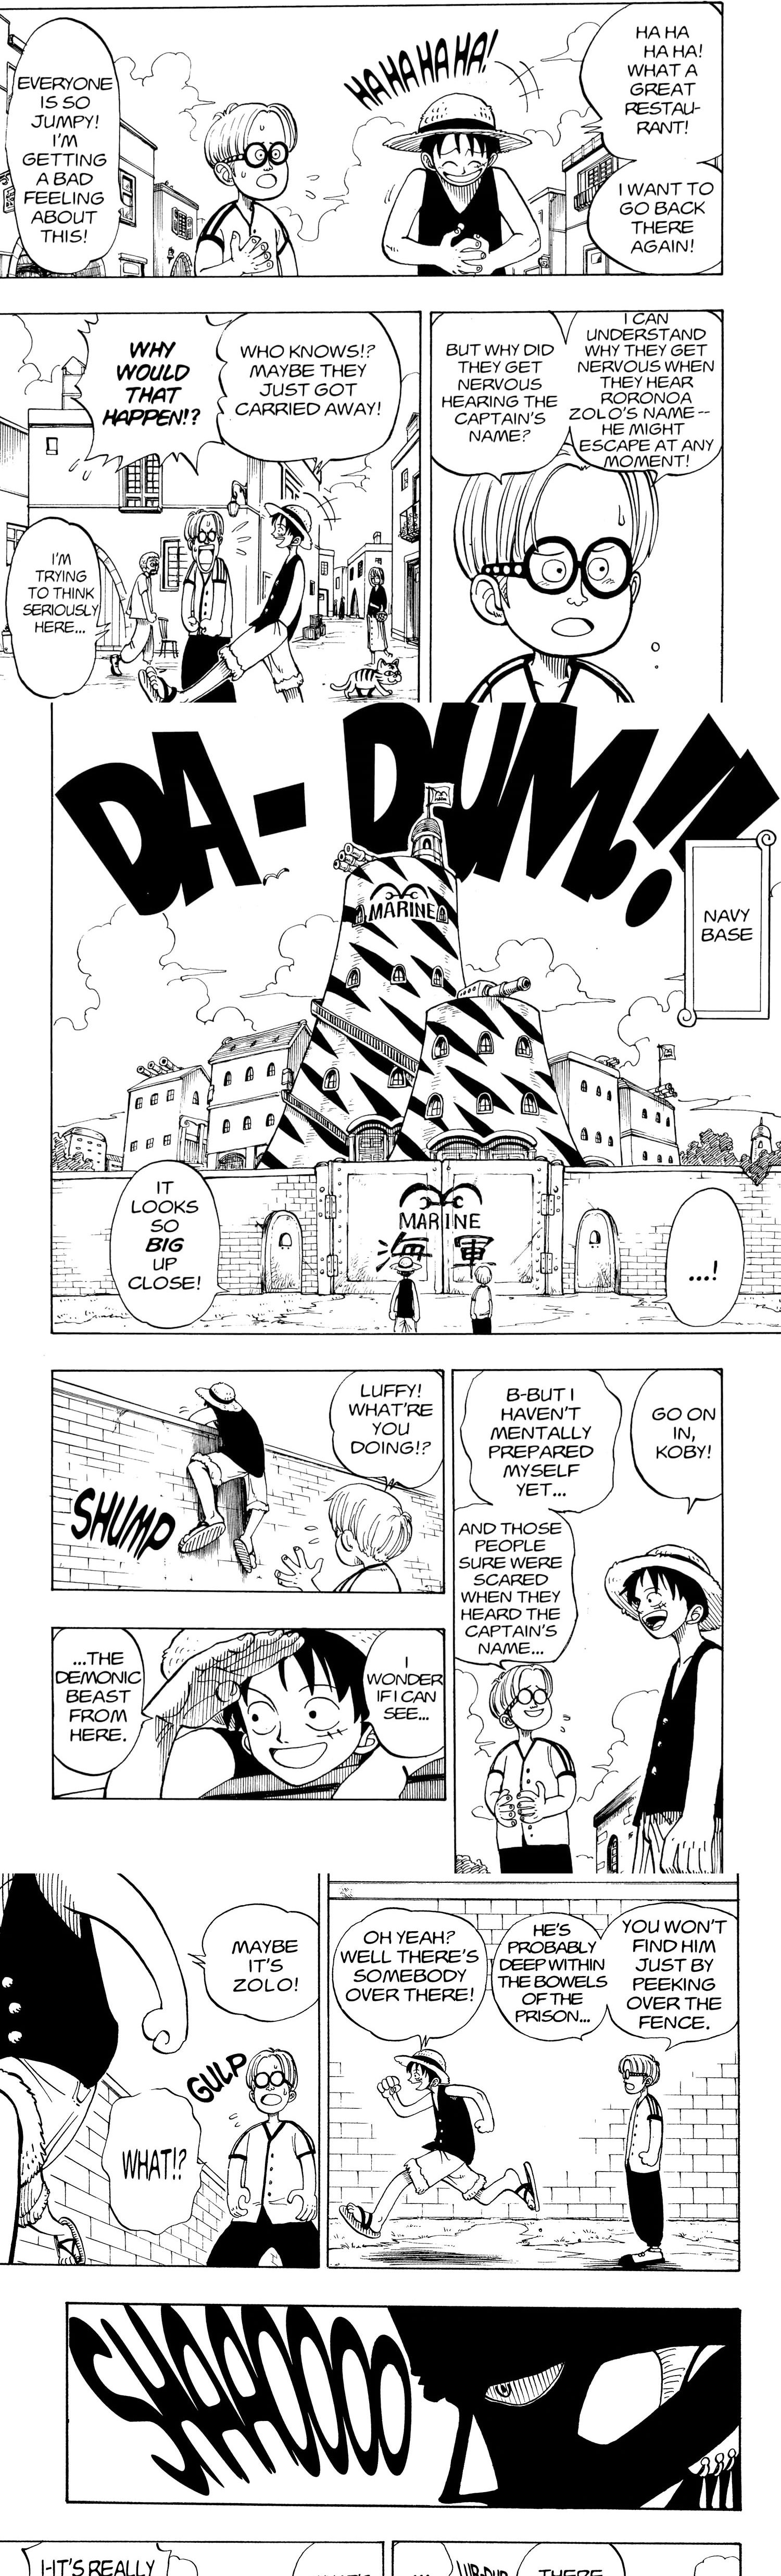 HA HA
HA HA!
WHAT A
GREAT
RESTAU-
RANT!
I WANT TO
GO BACK
THERE
AGAIN!
HA HA HA HA!
EVERYONE
IS SO
JUMPY!
I'M
GETTING
A BAD
FEELING
ABOUT
THIS!
I CAN
UNDERSTAND
WHY THEY GET
NERVOUS WHEN
THEY HEAR
RORONOA
ZOLO'S NAME--
HE MIGHT
ESCAPE AT ANY
MOMENT!
BUT WHY DID
THEY GET
NERVOUS
HEARING THE
CAPTAIN'S
NAME?
WHO KNOWS!?
MAYBE THEY
JUST GOT
CARRIED AWAY!
WHY
WOULD
THAT
HAPPEN!?
I'M
TRYING
TO THINK
SERIOUSLY
HERE...
DA-DUM!!
NAVY
BASE
MARINE
MARINE
海軍
...!
IT
LOOKS
SO
BIG
UP
CLOSE!
GO ON
IN,
KOBY!
B-BUT I
HAVEN'T
MENTALLY
PREPARED
MYSELF
YET...
AND THOSE
PEOPLE
SURE WERE
SCARED
WHEN THEY
HEARD THE
CAPTAIN'S
NAME...
LUFFY!
WHAT'RE
YOU
DOING!?
SHUMP
I
WONDER
IF I CAN
SEE...
...THE
DEMONIC
BEAST
FROM
HERE.
YOU WON'T
FIND HIM
JUST BY
PEEKING
OVER THE
FENCE.
HE'S
PROBABLY
DEEP WITHIN
THE BOWELS
OF THE
PRISON...
OH YEAH?
WELL THERE'S
SOMEBODY
OVER THERE!
MAYBE
IT'S
ZOLO!
GULP
WHAT!?
SHAAOOOO
THERE
LUB-DUP
I-IT'S REALLY